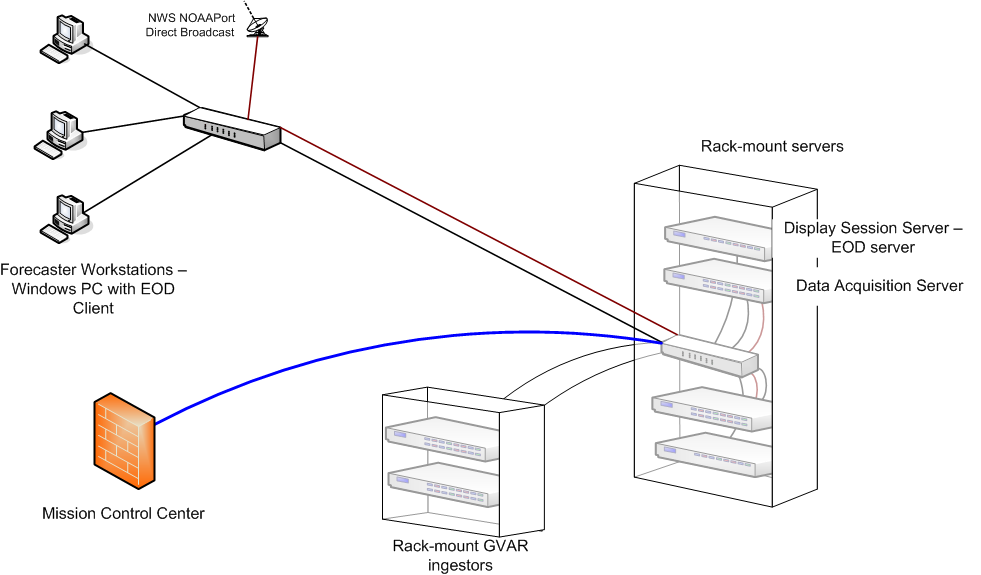 NWS NOAAPort
Direct Broadcast
Rack-mount servers
Display Session Server –
EOD server
Data Acquisition Server
Forecaster Workstations –
Windows PC with EOD
Client
Mission Control Center
Rack-mount GVAR
ingestors